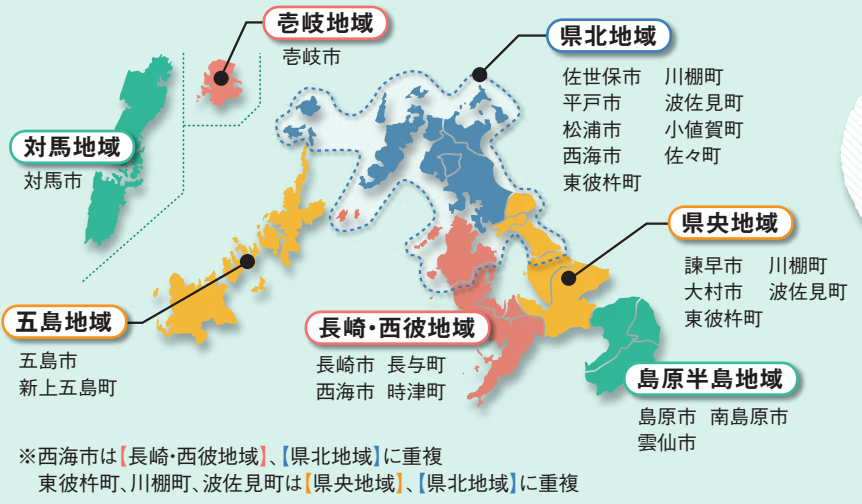 壱岐地域
壱岐市
県北地域
佐世保市 川棚町
平戸市 波佐見町
松浦市 小値賀町
西海市 佐々町
東彼杵町
対馬地域
対馬市
県央地域
諫早市 川棚町
大村市 波佐見町
東彼杵町
五島地域
五島市
新上五島町
長崎・西彼地域
長崎市 長与町
西海市 時津町
島原半島地域
島原市 南島原市
雲仙市
※西海市は【長崎・西彼地域】、【県北地域】に重複
東彼杵町、川棚町、波佐見町は【県央地域】、【県北地域】に重複